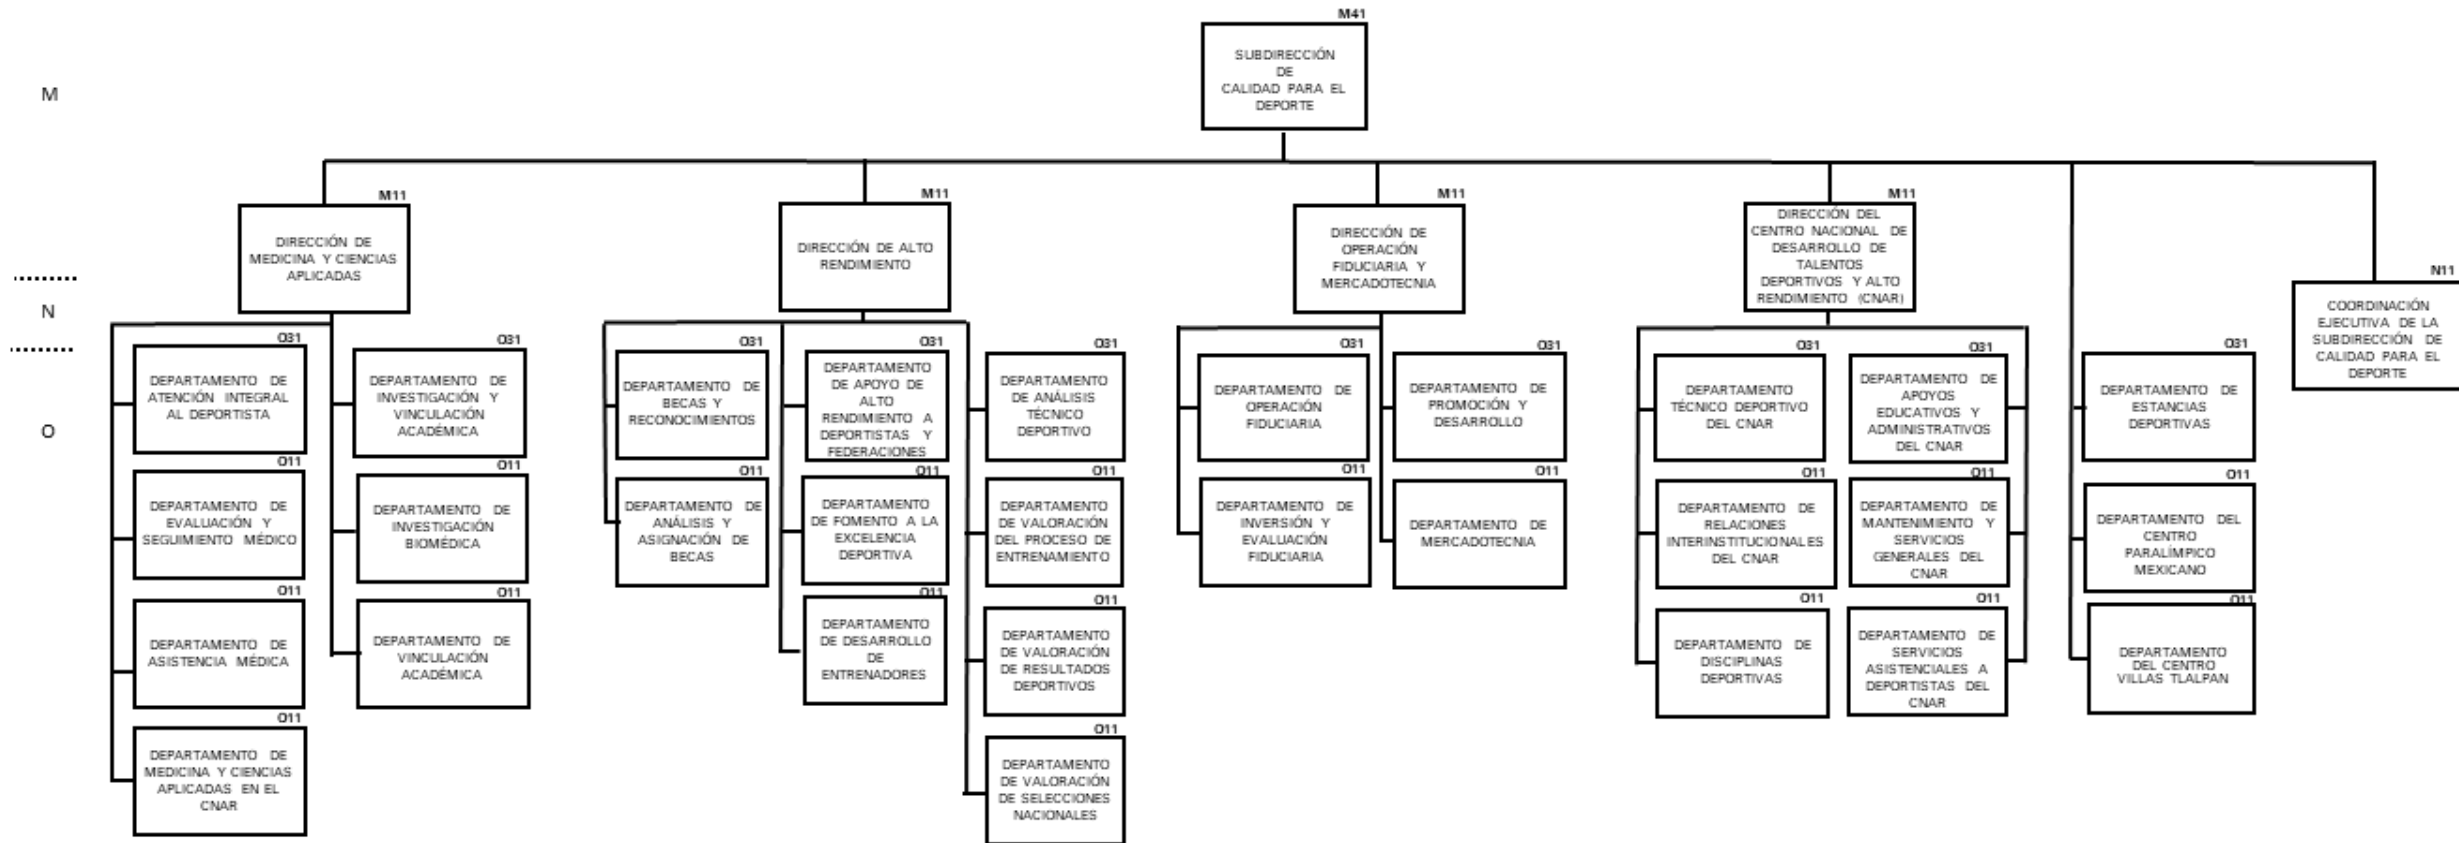 M41
SUBDIRECCIÓN
DE
CALIDAD PARA EL
DEPORTE
M
M11
DIRECCIÓN DE
MEDICINA Y CIENCIAS
APLICADAS
M11
DIRECCIÓN DE ALTO
RENDIMIENTO
M11
DIRECCIÓN DE
OPERACIÓN
FIDUCIARIA Y
MERCADOTECNIA
M11
DIRECCIÓN DEL
CENTRO NACIONAL DE
DESARROLLO DE
TALENTOS
DEPORTIVOS Y ALTO
RENDIMIENTO (CNAR)
N11
COORDINACIÓN
EJECUTIVA DE LA
SUBDIRECCIÓN DE
CALIDAD PARA EL
DEPORTE
N
O
O31
DEPARTAMENTO DE
ATENCIÓN INTEGRAL
AL DEPORTISTA
O11
DEPARTAMENTO DE
EVALUACIÓN Y
SEGUIMIENTO MÉDICO
O11
DEPARTAMENTO DE
ASISTENCIA MÉDICA
O11
DEPARTAMENTO DE
MEDICINA Y CIENCIAS
APLICADAS EN EL
CNAR
O31
DEPARTAMENTO DE
INVESTIGACIÓN Y
VINCULACIÓN
ACADÉMICA
O11
DEPARTAMENTO DE
INVESTIGACIÓN
BIOMÉDICA
O11
DEPARTAMENTO DE
VINCULACIÓN
ACADÉMICA
O31
DEPARTAMENTO DE
BECAS Y
RECONOCIMIENTOS
O11
DEPARTAMENTO DE
ANÁLISIS Y
ASIGNACIÓN DE
BECAS
O31
DEPARTAMENTO
DE APOYO DE
ALTO
RENDIMIENTO A
DEPORTISTAS Y
FEDERACIONES
O11
DEPARTAMENTO
DE FOMENTO A LA
EXCELENCIA
DEPORTIVA
O11
DEPARTAMENTO
DE DESARROLLO
DE
ENTRENADORES
O31
DEPARTAMENTO
DE ANÁLISIS
TÉCNICO
DEPORTIVO
O11
DEPARTAMENTO
DE VALORACIÓN
DEL PROCESO DE
ENTRENAMIENTO
O11
DEPARTAMENTO
DE VALORACIÓN
DE RESULTADOS
DEPORTIVOS
O11
DEPARTAMENTO
DE VALORACIÓN
DE SELECCIONES
NACIONALES
O31
DEPARTAMENTO DE
OPERACIÓN
FIDUCIARIA
O11
DEPARTAMENTO DE
INVERSIÓN Y
EVALUACIÓN
FIDUCIARIA
O31
DEPARTAMENTO DE
PROMOCIÓN Y
DESARROLLO
O11
DEPARTAMENTO DE
MERCADOTECNIA
O31
DEPARTAMENTO
TÉCNICO DEPORTIVO
DEL CNAR
O11
DEPARTAMENTO DE
RELACIONES
INTERINSTITUCIONALES
DEL CNAR
O11
DEPARTAMENTO DE
DISCIPLINAS
DEPORTIVAS
O31
DEPARTAMENTO DE
APOYOS
EDUCATIVOS Y
ADMINISTRATIVOS
DEL CNAR
O11
DEPARTAMENTO DE
MANTENIMIENTO Y
SERVICIOS
GENERALES DEL
CNAR
O11
DEPARTAMENTO DE
SERVICIOS
ASISTENCIALES A
DEPORTISTAS DEL
CNAR
O31
DEPARTAMENTO DE
ESTANCIAS
DEPORTIVAS
O11
DEPARTAMENTO DEL
CENTRO
PARALÍMPICO
MEXICANO
O11
DEPARTAMENTO
DEL CENTRO
VILLAS TLALPAN